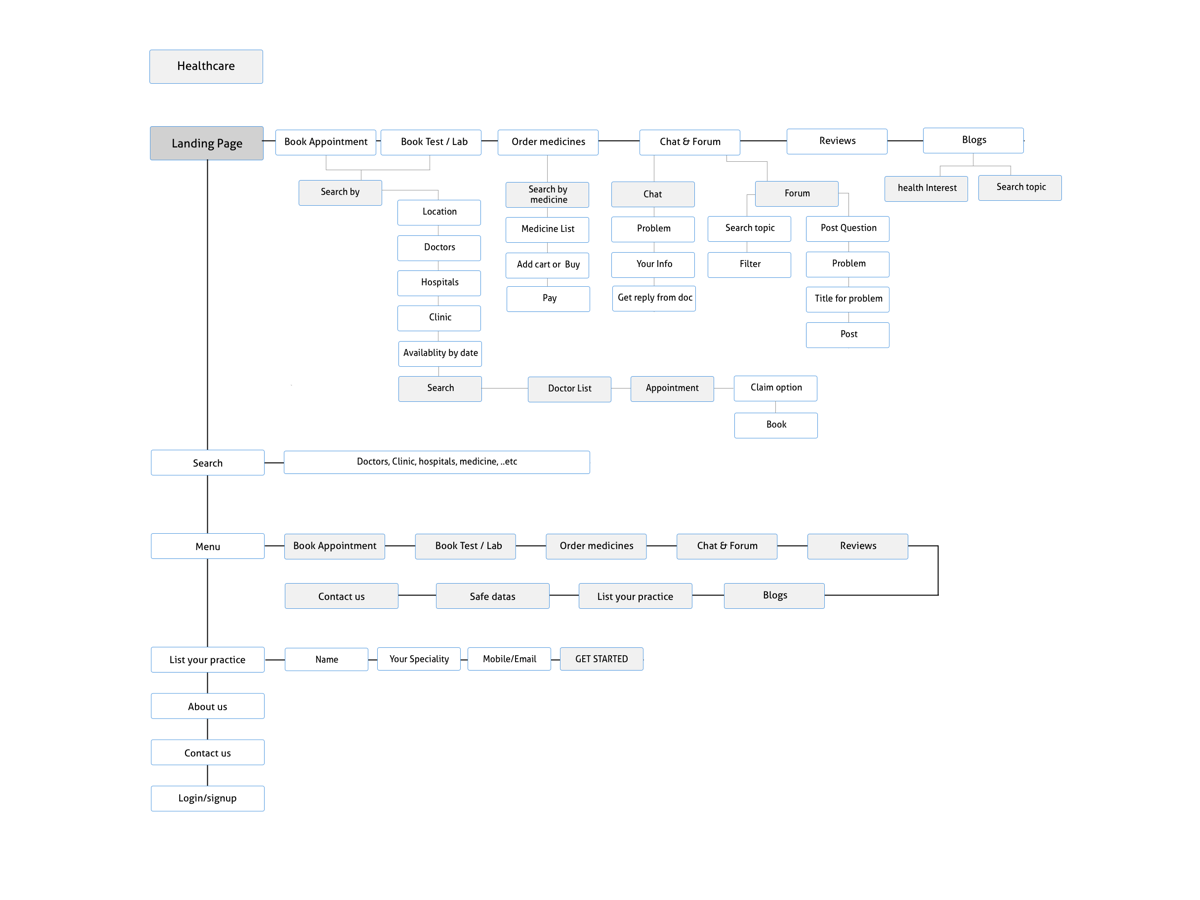 Healthcare
Landing Page
Book Appointment
Book Test / Lab
Order medicines
Chat & Forum
Reviews
Blogs
Search by
Location
Doctors
Hospitals
Clinic
Availablity by date
Search
Doctor List
Appointment
Claim option
Book
Search by
medicine
Medicine List
Add cart or Buy
Pay
Chat
Problem
Your Info
Get reply from doc
Forum
Search topic
Filter
Post Question
Problem
Title for problem
Post
health Interest
Search topic
Search
Doctors, Clinic, hospitals, medicine, ..etc
Menu
Book Appointment
Book Test / Lab
Order medicines
Chat & Forum
Reviews
Contact us
Safe datas
List your practice
Blogs
List your practice
Name
Your Speciality
Mobile/Email
GET STARTED
About us
Contact us
Login/signup